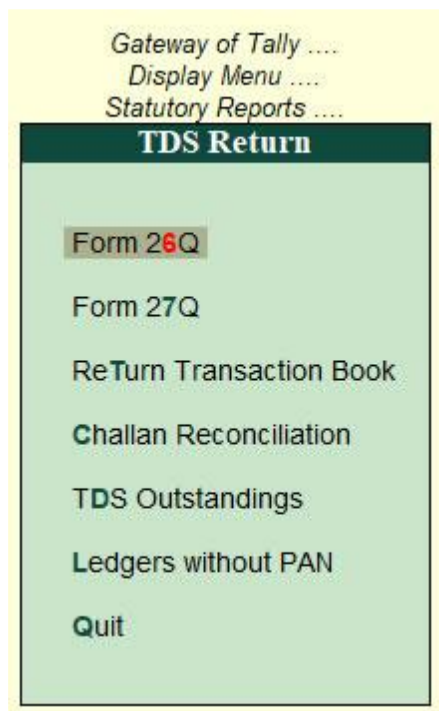 Gateway of Tally ....
Display Menu ....
Statutory Reports ....
TDS Return
Form 26Q
Form 27Q
ReTurn Transaction Book
Challan Reconciliation
TDS Outstandings
Ledgers without PAN
Quit